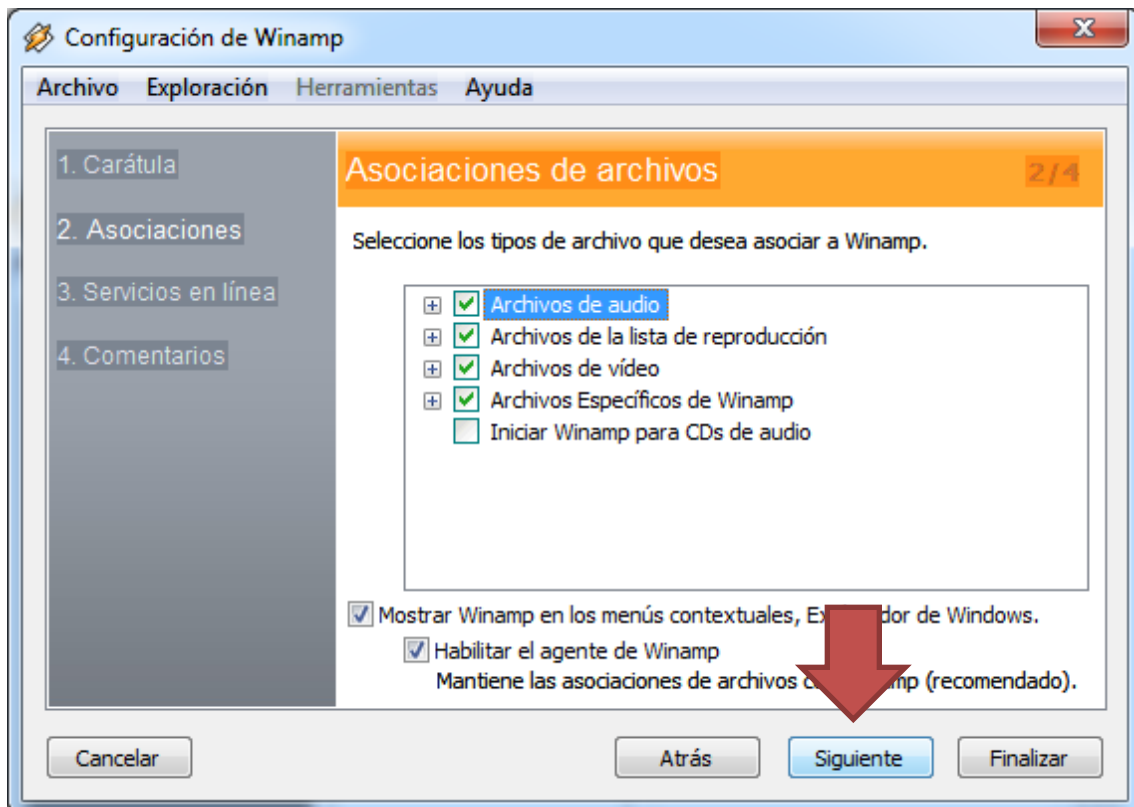 Configuración de Winamp
Archivo Exploración Herramientas Ayuda
1. Carátula
2. Asociaciones
3. Servicios en línea
4. Comentarios
Asociaciones de archivos 2/4
Seleccione los tipos de archivo que desea asociar a Winamp.
Archivos de audio
Archivos de la lista de reproducción
Archivos de vídeo
Archivos Específicos de Winamp
Iniciar Winamp para CDs de audio
Mostrar Winamp en los menús contextuales, de Windows.
Habilitar el agente de Winamp
Mantiene las asociaciones de archivos (recomendado).
Cancelar Atrás Siguiente Finalizar